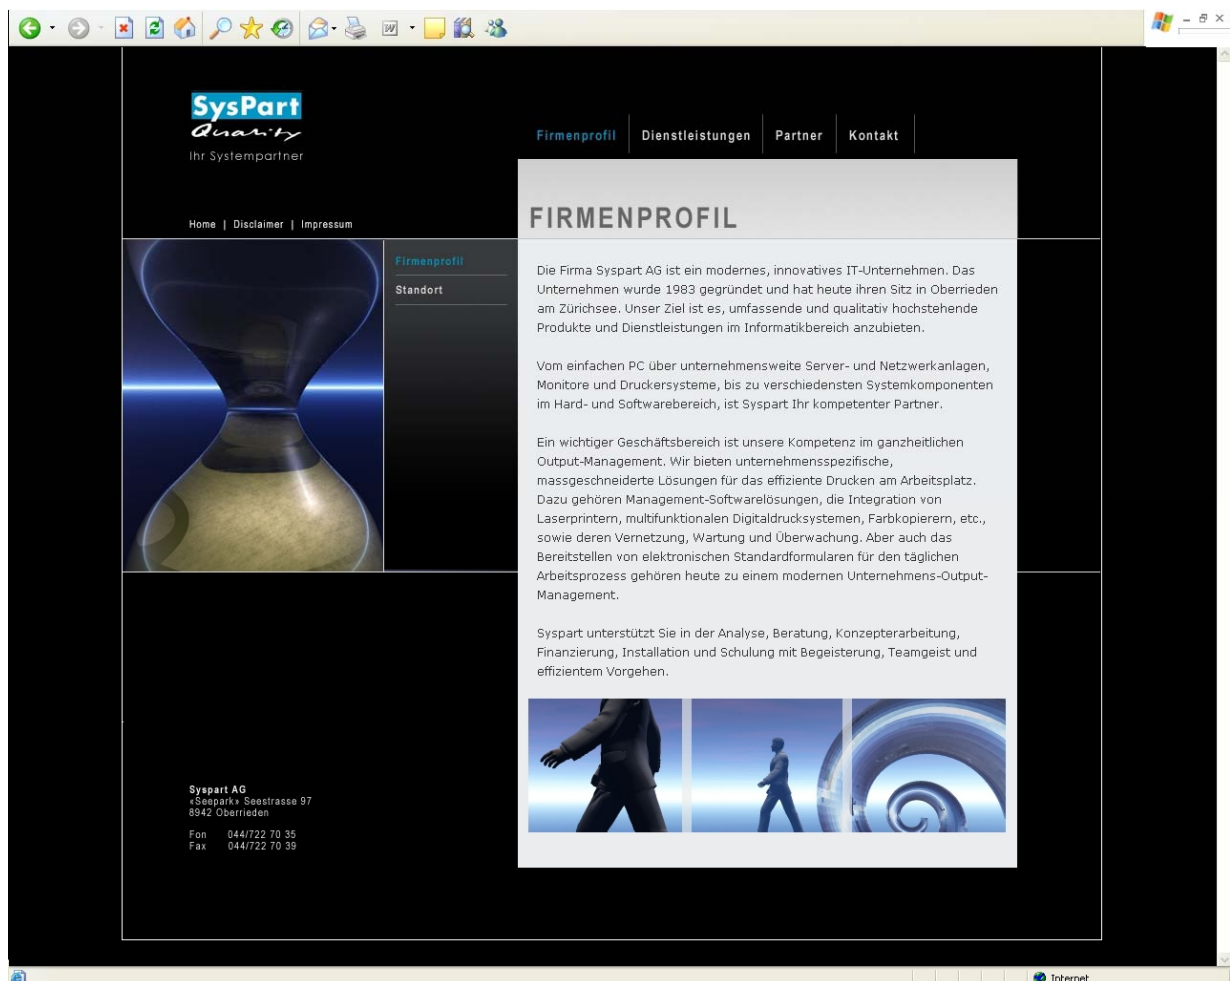 SysPart
Quarity
Ihr Systempartner
Firmenprofil
Dienstleistungen
Partner
Kontakt
Home | Disclaimer | Impressum
FIRMENPROFIL
Firmenprofil
Standort
Die Firma Syspart AG ist ein modernes, innovatives IT-Unternehmen. Das
Unternehmen wurde 1983 gegründet und hat heute ihren Sitz in Oberrieden
am Zürichsee. Unser Ziel ist es, umfassende und qualitativ hochstehende
Produkte und Dienstleistungen im Informatikbereich anzubieten.
Vom einfachen PC über unternehmensweite Server- und Netzwerkanlagen,
Monitore und Druckersysteme, bis zu verschiedensten Systemkomponenten
im Hard- und Softwarebereich, ist Syspart Ihr kompetenter Partner.
Ein wichtiger Geschäftsbereich ist unsere Kompetenz im ganzheitlichen
Output-Management. Wir bieten unternehmensspezifische,
massgeschneiderte Lösungen für das effiziente Drucken am Arbeitsplatz.
Dazu gehören Management-Softwarelösungen, die Integration von
Laserprintern, multifunktionalen Digitaldrucksystemen, Farbkopierern, etc.,
sowie deren Vernetzung, Wartung und Überwachung. Aber auch das
Bereitstellen von elektronischen Standardformularen für den täglichen
Arbeitsprozess gehören heute zu einem modernen Unternehmens-Output-
Management.
Syspart unterstützt Sie in der Analyse, Beratung, Konzepterarbeitung,
Finanzierung, Installation und Schulung mit Begeisterung, Teamgeist und
effizientem Vorgehen.
Syspart AG
«Seepark» Seestrasse 97
8942 Oberrieden
Fon 044/722 70 35
Fax 044/722 70 39
Internet